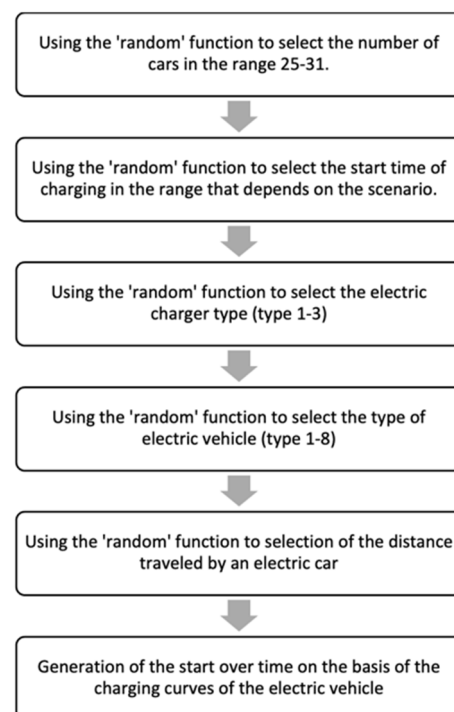 Using the 'random' function to select the number of
cars in the range 25-31.
Using the 'random' function to select the start time of
charging in the range that depends on the scenario.
Using the 'random' function to select the electric
charger type (type 1-3)
Using the 'random' function to select the type of
electric vehicle (type 1-8)
Using the 'random' function to selection of the distance
traveled by an electric car
Generation of the start over time on the basis of the
charging curves of the electric vehicle